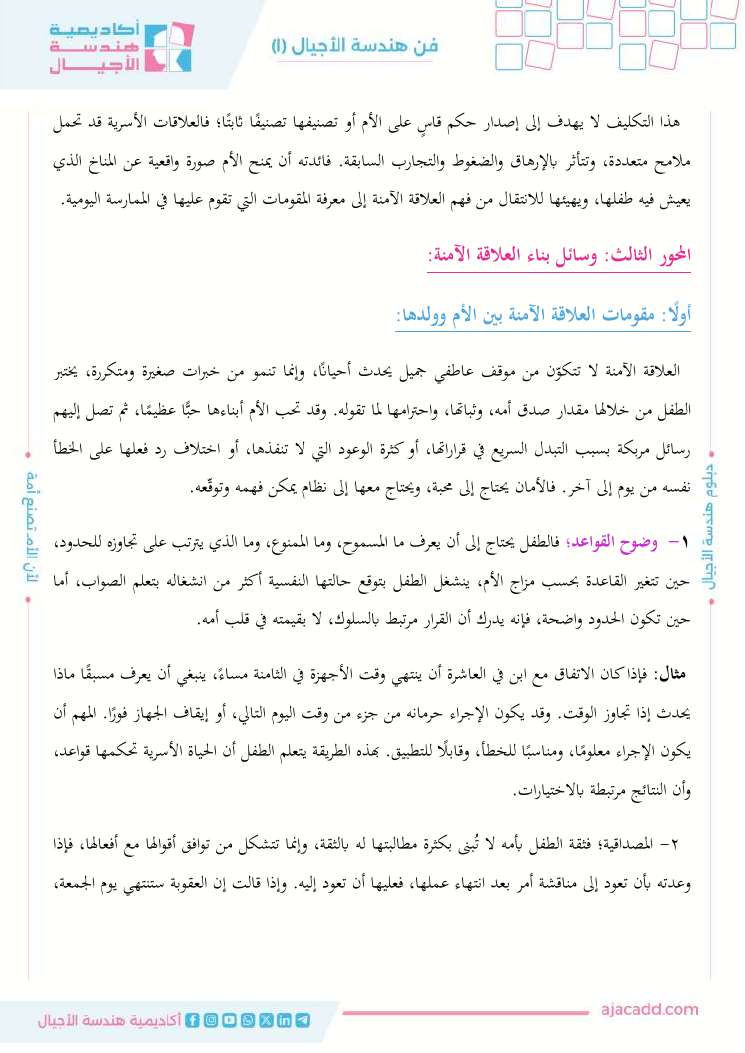 أكاديمية
هندسة
الأجيال
فن هندسة الأجيال (1)
هذا التكليف لا يهدف إلى إصدار حكم قاسٍ على الأم أو تصنيفها تصنيفًا ثابتًا؛ فالعلاقات الأسرية قد تحمل
ملامح متعددة، وتتأثر بالإرهاق والضغوط والتجارب السابقة. فائدته أن يمنح الأم صورة واقعية عن المناخ الذي
يعيش فيه طفلها، ويهيئها للانتقال من فهم العلاقة الآمنة إلى معرفة المقومات التي تقوم عليها في الممارسة اليومية.
المحور الثالث: وسائل بناء العلاقة الآمنة:
أولًا: مقومات العلاقة الآمنة بين الأم وولدها:
العلاقة الآمنة لا تتكوّن من موقف عاطفي جميل يحدث أحيانًا، وإنما تنمو من خبرات صغيرة ومتكررة، يختبر
الطفل من خلالها مقدار صدق أمه، وثباتها، واحترامها لما تقوله. وقد تحب الأم أبناءها حبًّا عظيمًا، ثم تصل إليهم
رسائل مربكة بسبب التبدل السريع في قراراتها، أو كثرة الوعود التي لا تنفذها، أو اختلاف رد فعلها على الخطأ
نفسه من يوم إلى آخر. فالأمان يحتاج إلى محبة، ويحتاج معها إلى نظام يمكن فهمه وتوقّعه.
١- وضوح القواعد؛ فالطفل يحتاج إلى أن يعرف ما المسموح، وما الممنوع، وما الذي يترتب على تجاوزه للحدود،
حين تتغير القاعدة بحسب مزاج الأم، ينشغل الطفل بتوقع حالتها النفسية أكثر من انشغاله بتعلم الصواب، أما
حين تكون الحدود واضحة، فإنه يدرك أن القرار مرتبط بالسلوك، لا بقيمته في قلب أمه.
مثال: فإذا كان الاتفاق مع ابن في العاشرة أن ينتهي وقت الأجهزة في الثامنة مساءً، ينبغي أن يعرف مسبقًا ماذا
يحدث إذا تجاوز الوقت. وقد يكون الإجراء حرمانه من جزء من وقت اليوم التالي، أو إيقاف الجهاز فورًا. المهم أن
يكون الإجراء معلومًا، ومناسبًا للخطأ، وقابلًا للتطبيق. بهذه الطريقة يتعلم الطفل أن الحياة الأسرية تحكمها قواعد،
وأن النتائج مرتبطة بالاختيارات.
٢- المصداقية؛ فثقة الطفل بأمه لا تُبنى بكثرة مطالبتها له بالثقة، وإنما تتشكل من توافق أقوالها مع أفعالها، فإذا
وعدته بأن تعود إلى مناقشة أمر بعد انتهاء عملها، فعليها أن تعود إليه. وإذا قالت إن العقوبة ستنتهي يوم الجمعة،
دبلوم هندسة الأجيال
لأن الأم تصنع أمة
أكاديمية هندسة الأجيال
ajacadd.com